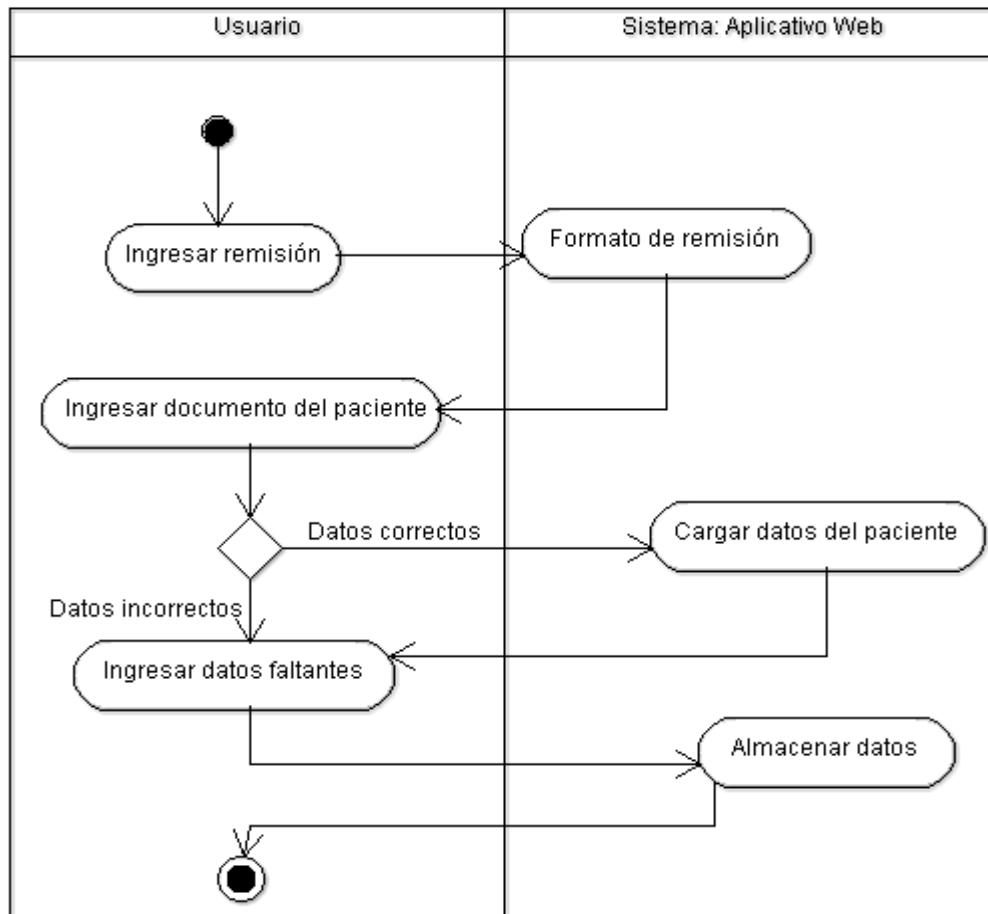 Usuario
Sistema: Aplicativo Web
Ingresar remisión
Formato de remisión
Ingresar documento del paciente
Datos correctos
Cargar datos del paciente
Datos incorrectos
Ingresar datos faltantes
Almacenar datos